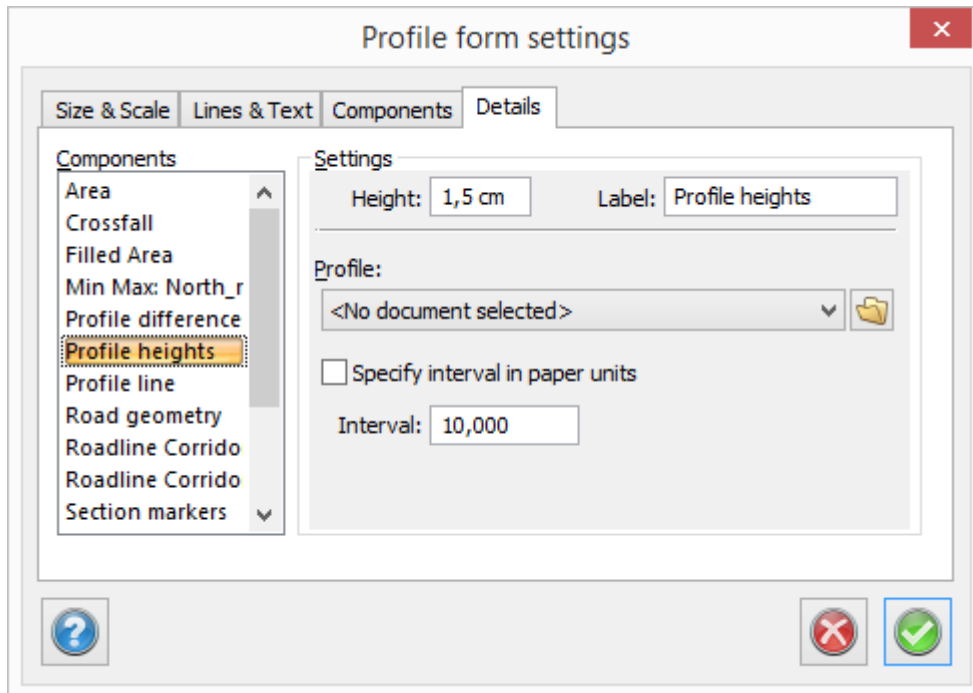 Profile form settings
Size & Scale Lines & Text Components Details
Components
Area
Crossfall
Filled Area
Min Max: North_r
Profile difference
Profile heights
Profile line
Road geometry
Roadline Corrido
Roadline Corrido
Section markers
Settings
Height: 1,5 cm Label: Profile heights
Profile:
<No document selected>
Specify interval in paper units
Interval: 10,000